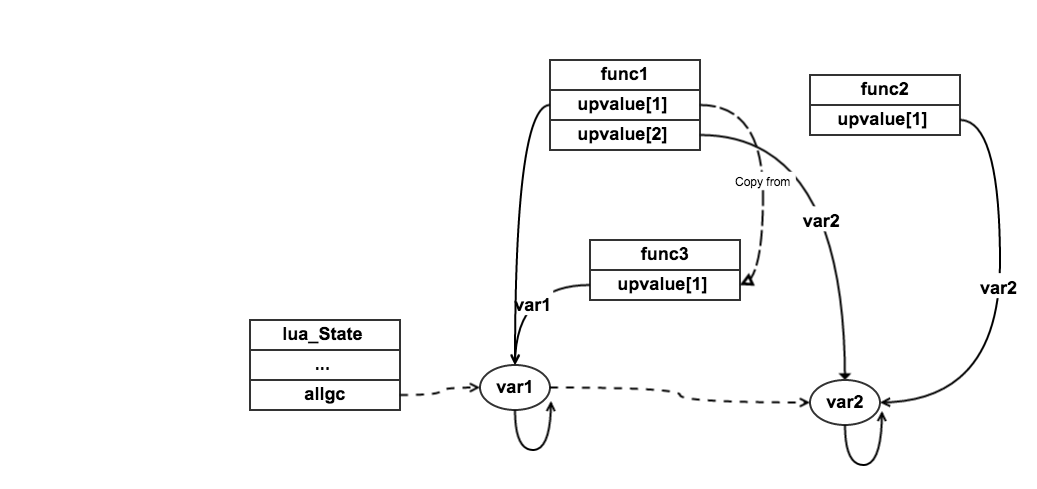 func1
upvalue[1]
upvalue[2]
func2
upvalue[1]
Copy from
var2
func3
upvalue[1]
var1
var2
lua_State
...
allgc
var1
var2